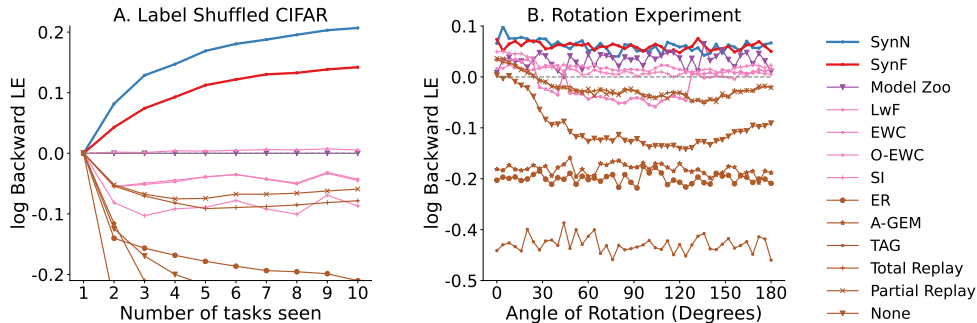 A. Label Shuffled CIFAR
log Backward LE
0.2
0.1
0.0
-0.1
-0.2
1 2 3 4 5 6 7 8 9 10
Number of tasks seen
B. Rotation Experiment
log Backward LE
0.1
0.0
-0.1
-0.2
-0.4
-0.5
0 30 60 90 120 150 180
Angle of Rotation (Degrees)
SynN
SynF
Model Zoo
LwF
EWC
O-EWC
SI
ER
A-GEM
TAG
Total Replay
Partial Replay
None